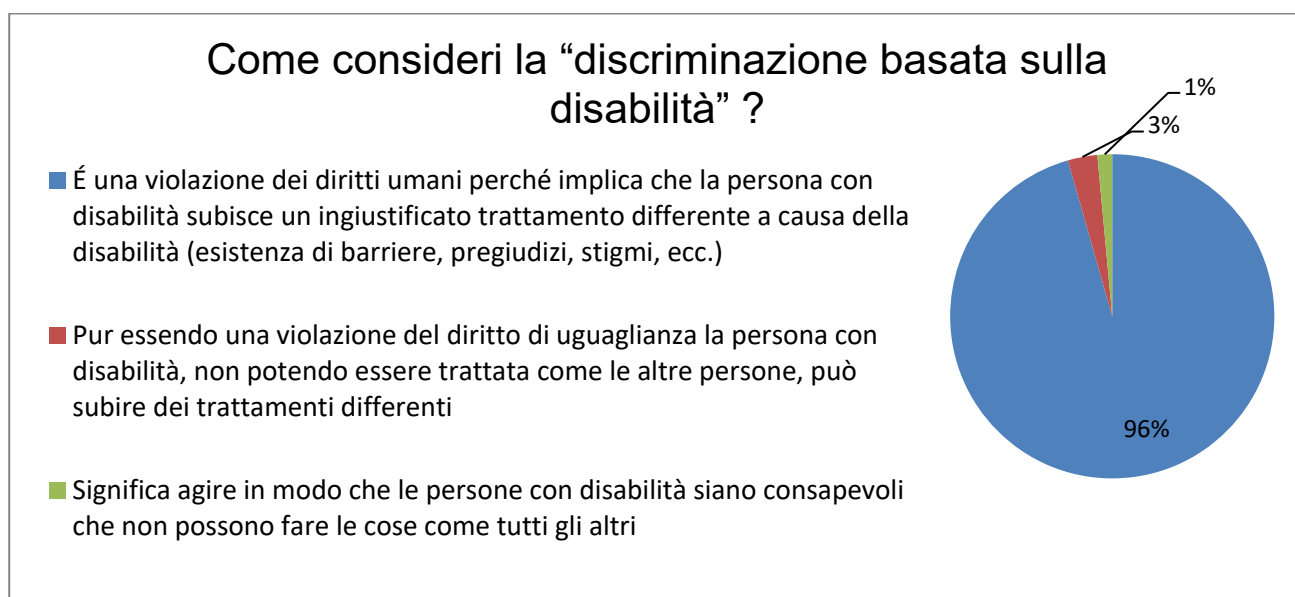 Come consideri la “discriminazione basata sulla
disabilità” ?
É una violazione dei diritti umani perché implica che la persona con
disabilità subisce un ingiustificato trattamento differente a causa della
disabilità (esistenza di barriere, pregiudizi, stigmi, ecc.)
Pur essendo una violazione del diritto di uguaglianza la persona con
disabilità, non potendo essere trattata come le altre persone, può
subire dei trattamenti differenti
Significa agire in modo che le persone con disabilità siano consapevoli
che non possono fare le cose come tutti gli altri
1%
3%
96%